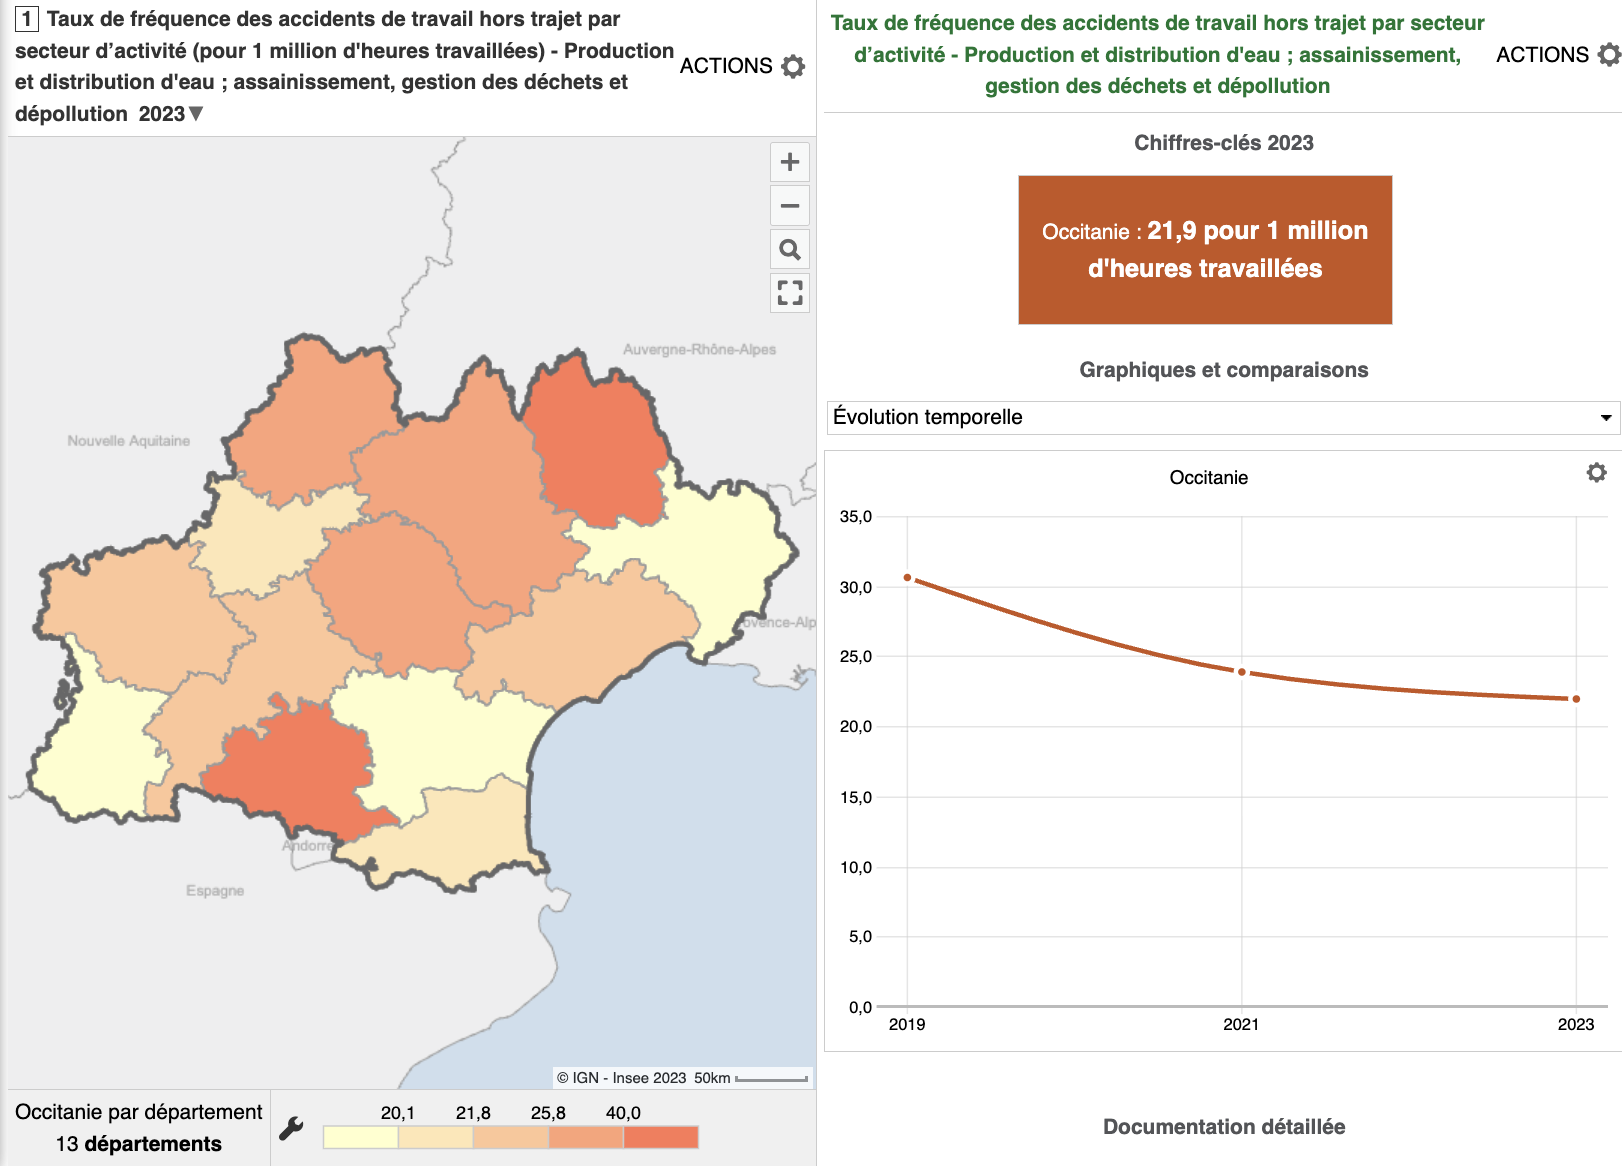 1 Taux de fréquence des accidents de travail hors trajet par
secteur d’activité (pour 1 million d'heures travaillées) - Production
et distribution d'eau ; assainissement, gestion des déchets et
dépollution 2023▼
ACTIONS
Auvergne-Rhône-Alpes
Nouvelle Aquitaine
ovence-Alp
Andorre
Espagne
© IGN - Insee 2023 50km
Occitanie par département
13 départements
20,1 21,8 25,8 40,0
Taux de fréquence des accidents de travail hors trajet par secteur
d’activité - Production et distribution d'eau ; assainissement,
gestion des déchets et dépollution
ACTIONS
Chiffres-clés 2023
Occitanie : 21,9 pour 1 million
d'heures travaillées
Graphiques et comparaisons
Évolution temporelle
Occitanie
35,0
30,0
25,0
20,0
15,0
10,0
5,0
0,0
2019 2021 2023
Documentation détaillée